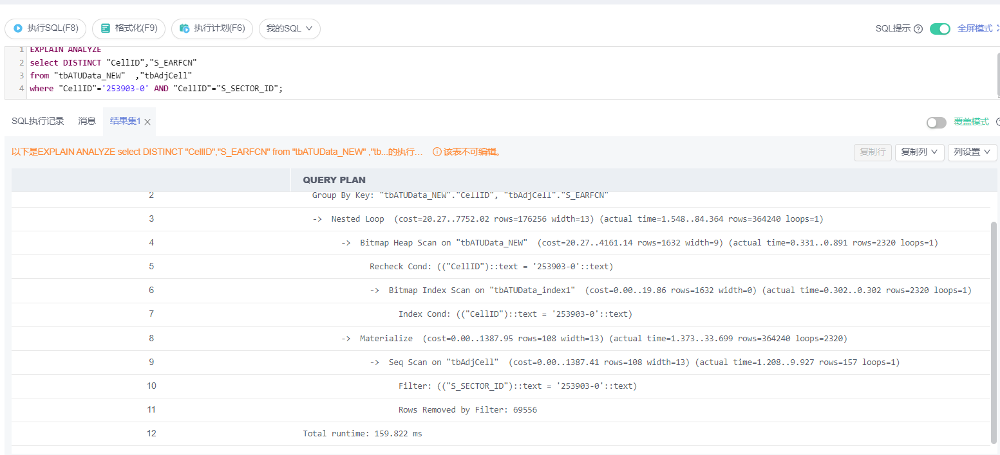 执行SQL(F8) 格式化(F9) 执行计划(F6) 我的SQL SQL提示 全屏模式
1 EXPLAIN ANALYZE
2 select DISTINCT "CellID","S_EARFCN"
3 from "tbATUData_NEW"  ,"tbAdjCell"
4 where "CellID"='253903-0' AND "CellID"="S_SECTOR_ID";
SQL执行记录 消息 结果集1 覆盖模式
以下是EXPLAIN ANALYZE select DISTINCT "CellID","S_EARFCN" from "tbATUData_NEW" ,"tb...的执行... 该表不可编辑。 复制行 复制列 列设置
QUERY PLAN
2 Group By Key: "tbATUData_NEW"."CellID", "tbAdjCell"."S_EARFCN"
3 -> Nested Loop (cost=20.27..7752.02 rows=176256 width=13) (actual time=1.548..84.364 rows=364240 loops=1)
4 -> Bitmap Heap Scan on "tbATUData_NEW" (cost=20.27..4161.14 rows=1632 width=9) (actual time=0.331..0.891 rows=2320 loops=1)
5 Recheck Cond: (("CellID")::text = '253903-0'::text)
6 -> Bitmap Index Scan on "tbATUData_index1" (cost=0.00..19.86 rows=1632 width=0) (actual time=0.302..0.302 rows=2320 loops=1)
7 Index Cond: (("CellID")::text = '253903-0'::text)
8 -> Materialize (cost=0.00..1387.95 rows=108 width=13) (actual time=1.373..33.699 rows=364240 loops=2320)
9 -> Seq Scan on "tbAdjCell" (cost=0.00..1387.41 rows=108 width=13) (actual time=1.208..9.927 rows=157 loops=1)
10 Filter: (("S_SECTOR_ID")::text = '253903-0'::text)
11 Rows Removed by Filter: 69556
12 Total runtime: 159.822 ms